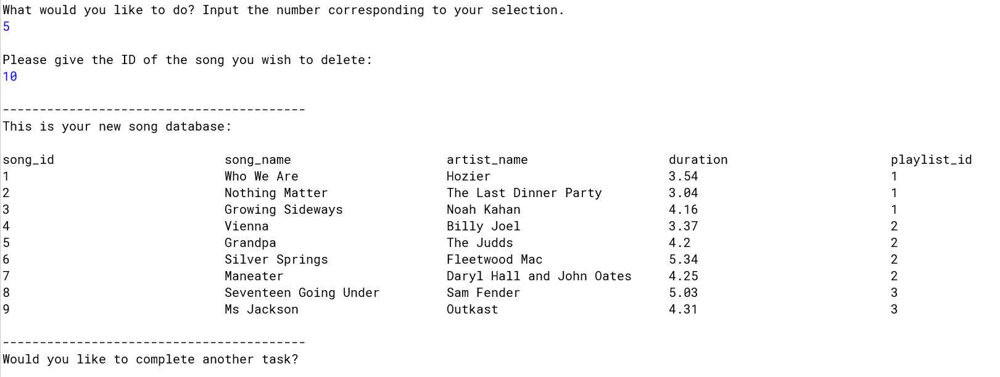 What would you like to do? Input the number corresponding to your selection.
5
Please give the ID of the song you wish to delete:
10
-----------------------------------------
This is your new song database:
song_id song_name artist_name duration playlist_id
1 Who We Are Hozier 3.54 1
2 Nothing Matter The Last Dinner Party 3.04 1
3 Growing Sideways Noah Kahan 4.16 1
4 Vienna Billy Joel 3.37 2
5 Grandpa The Judds 4.2 2
6 Silver Springs Fleetwood Mac 5.34 2
7 Maneater Daryl Hall and John Oates 4.25 2
8 Seventeen Going Under Sam Fender 5.03 3
9 Ms Jackson Outkast 4.31 3
-----------------------------------------
Would you like to complete another task?